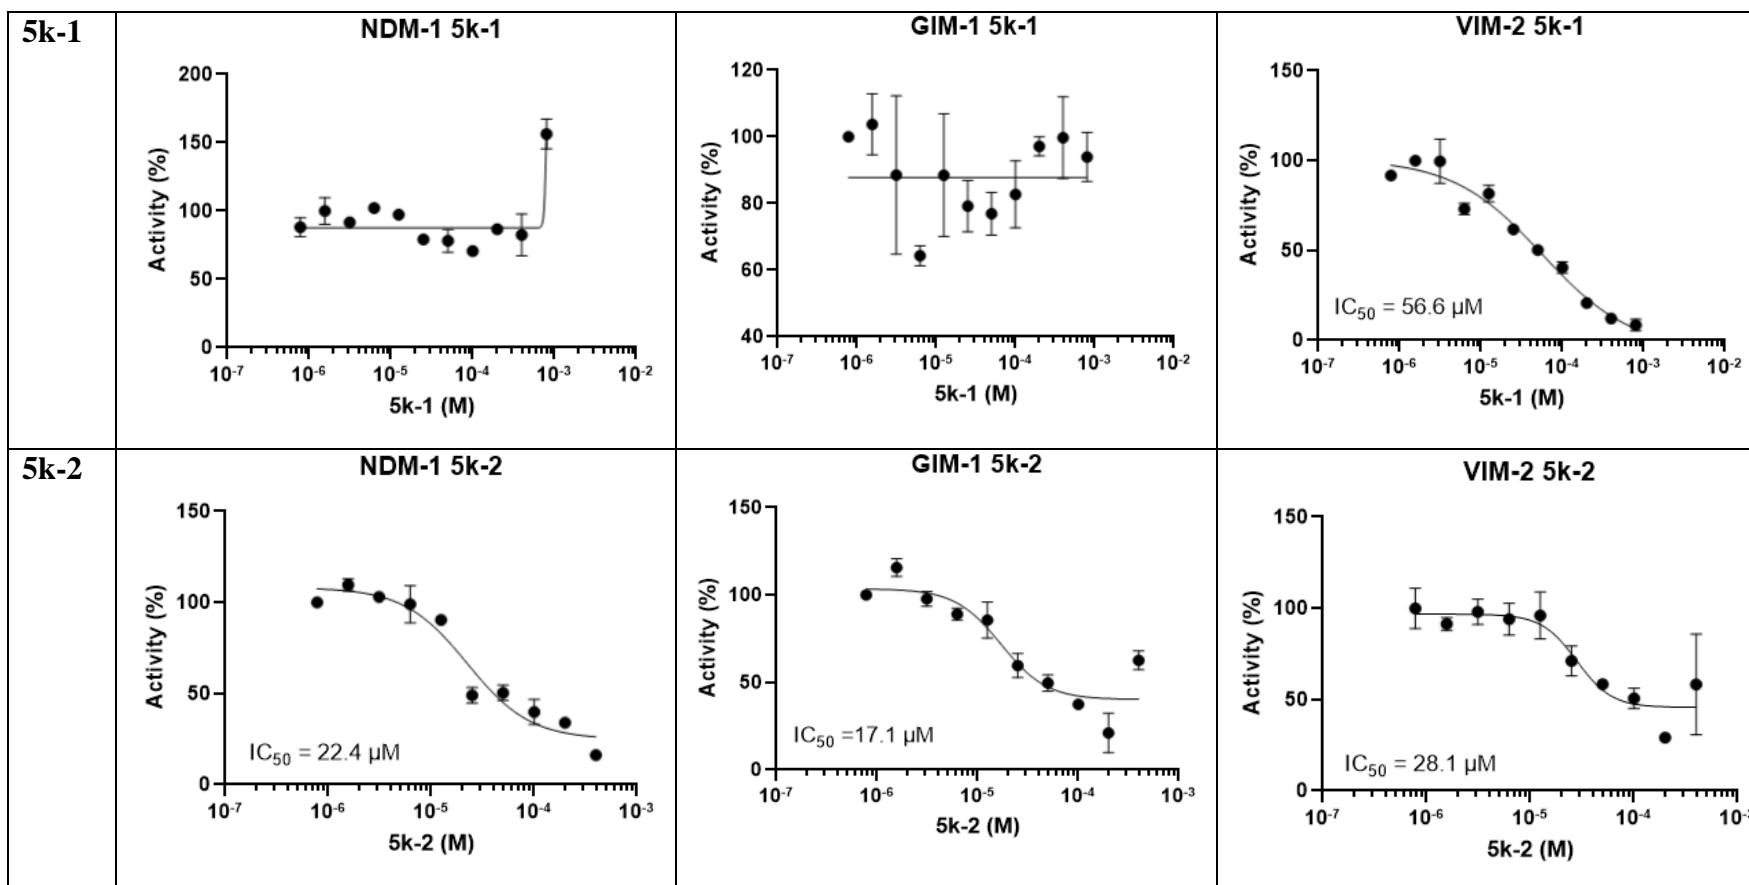 5k-1
NDM-1 5k-1
200
150
100
50
0
Activity (%)
10-7 10-6 10-5 10-4 10-3 10-2
5k-1 (M)
GIM-1 5k-1
120
100
80
60
40
Activity (%)
10-7 10-6 10-5 10-4 10-3 10-2
5k-1 (M)
VIM-2 5k-1
150
100
50
0
Activity (%)
IC50 = 56.6 µM
10-7 10-6 10-5 10-4 10-3 10-2
5k-1 (M)
5k-2
NDM-1 5k-2
150
100
50
0
Activity (%)
IC50 = 22.4 µM
10-7 10-6 10-5 10-4 10-3
5k-2 (M)
GIM-1 5k-2
150
100
50
0
Activity (%)
IC50 =17.1 µM
10-7 10-6 10-5 10-4 10-3
5k-2 (M)
VIM-2 5k-2
150
100
50
0
Activity (%)
IC50 = 28.1 µM
10-7 10-6 10-5 10-4 10-3
5k-2 (M)